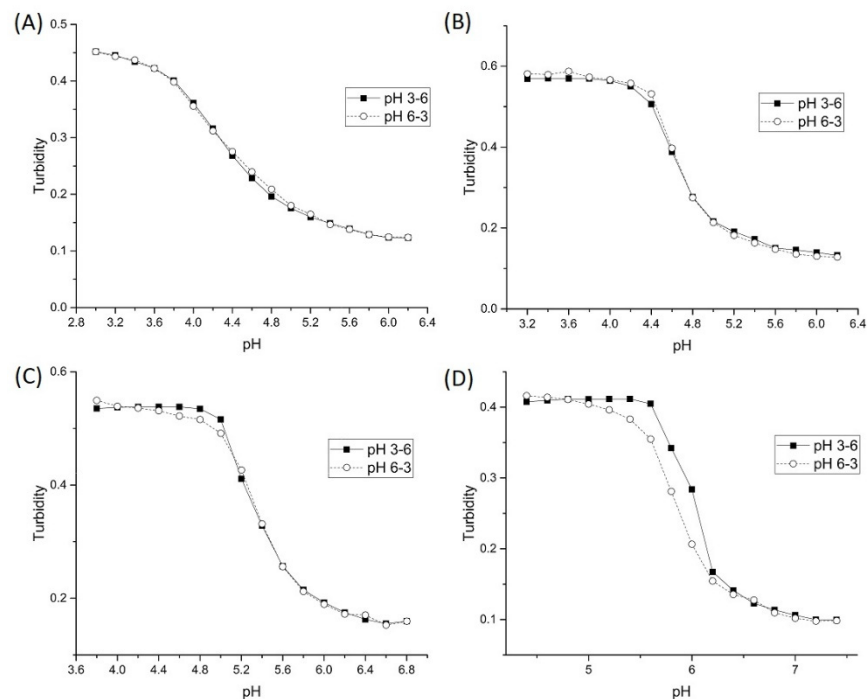 (A)
0.5
0.4
0.3
0.2
0.1
0.0
Turbidity
2.8 3.2 3.6 4.0 4.4 4.8 5.2 5.6 6.0 6.4
pH
pH 3-6
pH 6-3
(B)
0.6
0.4
0.2
0.0
Turbidity
3.2 3.6 4.0 4.4 4.8 5.2 5.6 6.0 6.4
pH
pH 3-6
pH 6-3
(C)
0.6
0.4
0.2
Turbidity
3.6 4.0 4.4 4.8 5.2 5.6 6.0 6.4 6.8
pH
pH 3-6
pH 6-3
(D)
0.4
0.3
0.2
0.1
Turbidity
5 6 7
pH
pH 3-6
pH 6-3